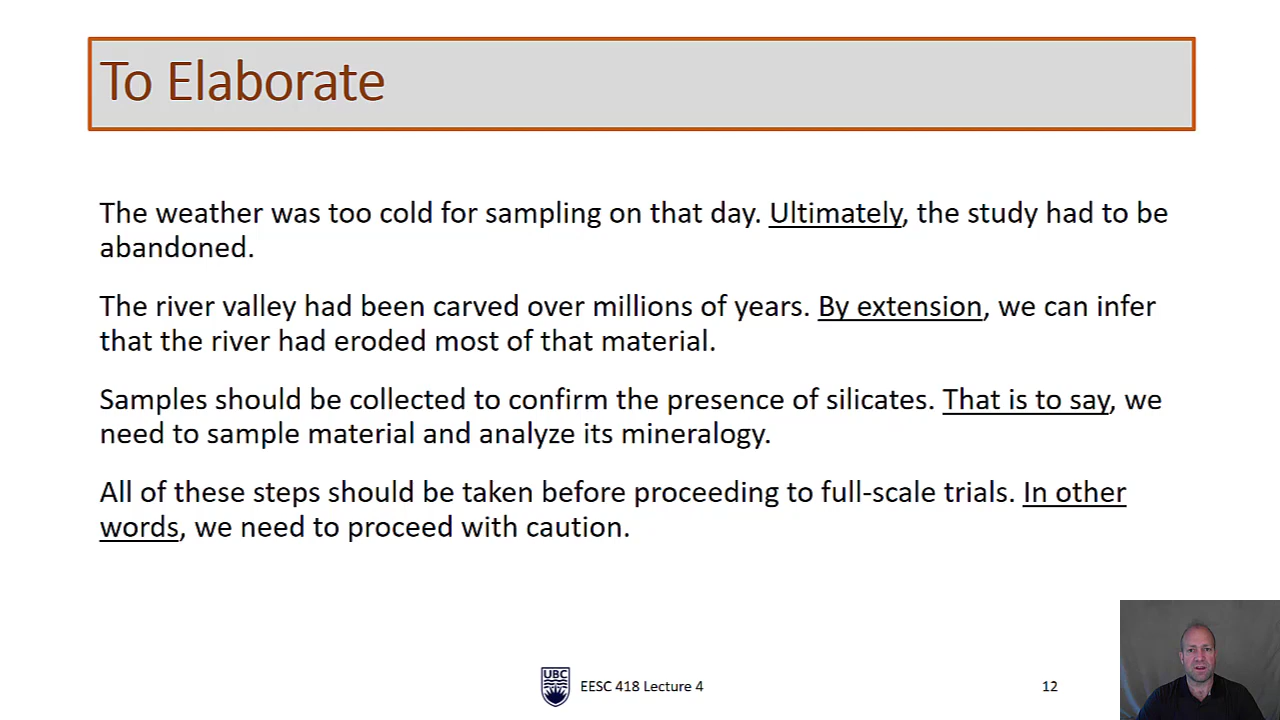 To Elaborate
The weather was too cold for sampling on that day. Ultimately, the study had to be
abandoned.
The river valley had been carved over millions of years. By extension, we can infer
that the river had eroded most of that material.
Samples should be collected to confirm the presence of silicates. That is to say, we
need to sample material and analyze its mineralogy.
All of these steps should be taken before proceeding to full-scale trials. In other
words, we need to proceed with caution.
UBC
EESC 418 Lecture 4
12